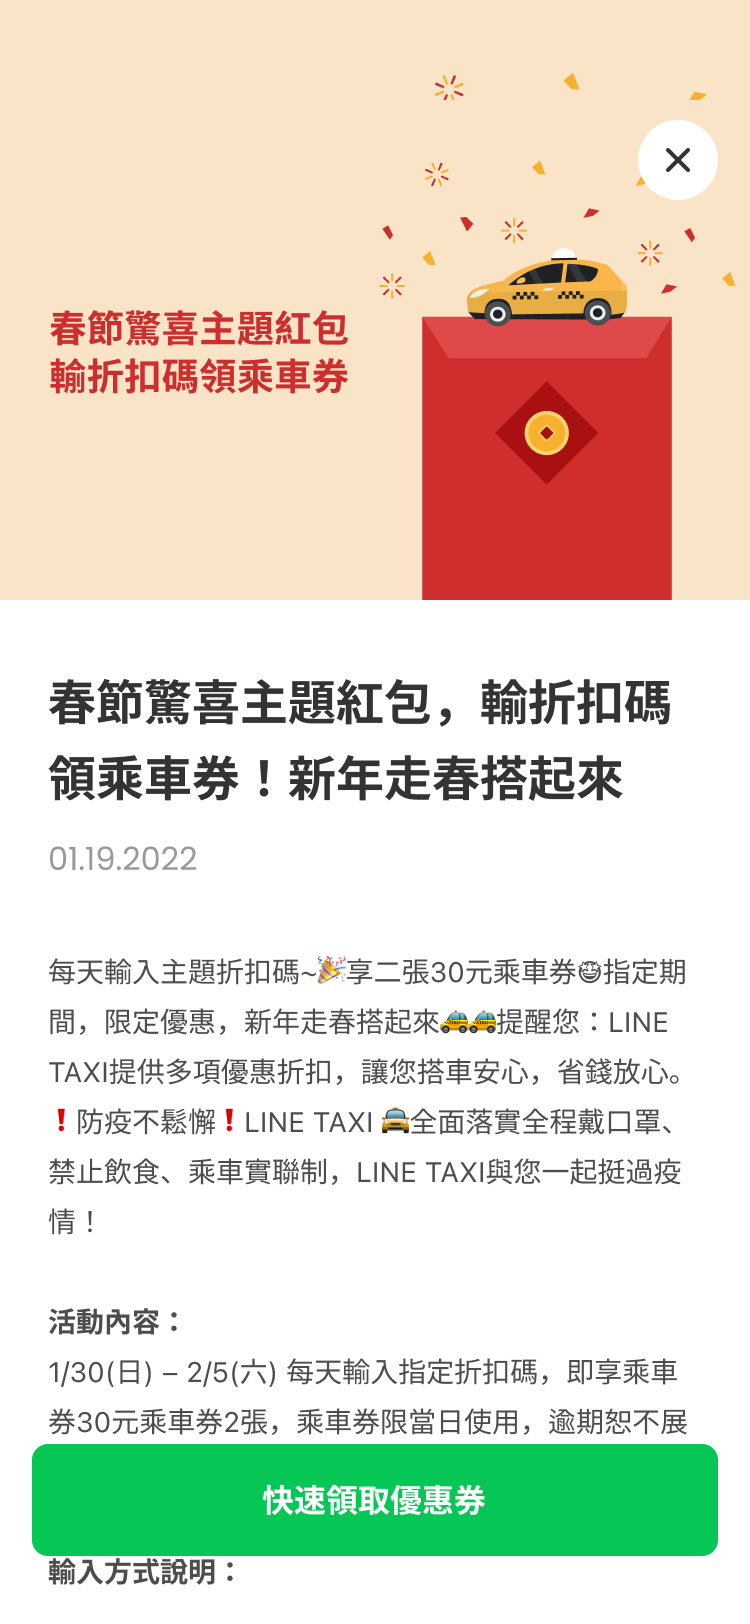 春節驚喜主題紅包
輸折扣碼領乘車券
春節驚喜主題紅包，輸折扣碼
領乘車券！新年走春搭起來
01.19.2022
每天輸入主題折扣碼~🎉享二張30元乘車券🤩指定期
間，限定優惠，新年走春搭起來🚕🚕提醒您：LINE
TAXI提供多項優惠折扣，讓您搭車安心，省錢放心。
❗防疫不鬆懈❗LINE TAXI 🚖全面落實全程戴口罩、
禁止飲食、乘車實聯制，LINE TAXI與您一起挺過疫
情！
活動內容：
1/30(日) – 2/5(六) 每天輸入指定折扣碼，即享乘車
券30元乘車券2張，乘車券限當日使用，逾期恕不展
快速領取優惠券
輸入方式說明：